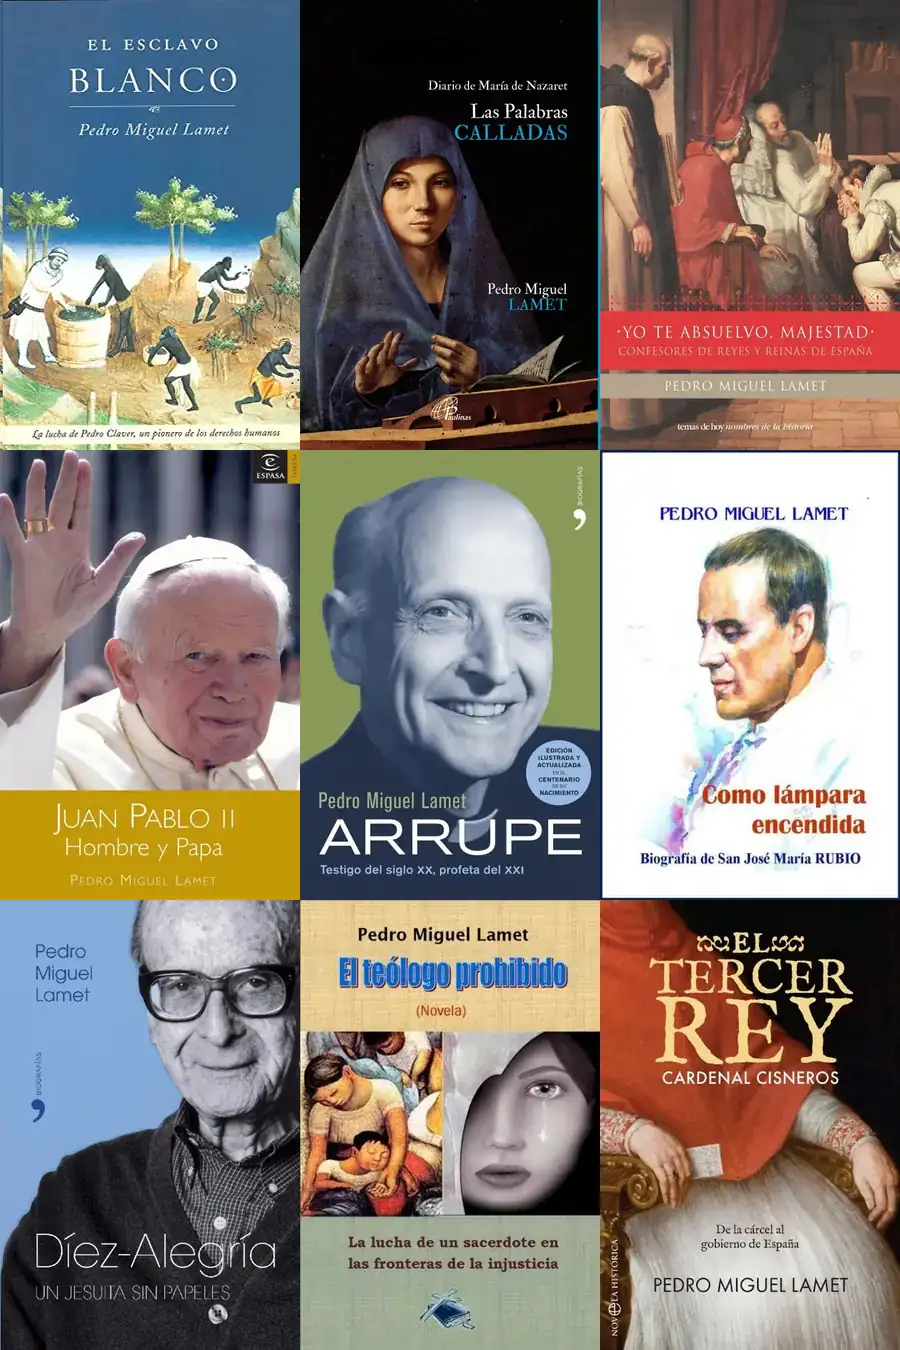 EL ESCLAVO
BLANCO
Pedro Miguel Lamet
La lucha de Pedro Claver, un pionero de los derechos humanos
Diario de María de Nazaret
Las Palabras
CALLADAS
Pedro Miguel
LAMET
Paulinas
·YO TE ABSUELVO, MAJESTAD·
CONFESORES DE REYES Y REINAS DE ESPAÑA
PEDRO MIGUEL LAMET
temas de hoy nombres de la historia
ESPASA
JUAN PABLO II
Hombre y Papa
PEDRO MIGUEL LAMET
BIOGRAFÍAS
EDICIÓN
ILUSTRADA Y
ACTUALIZADA
EN EL
CENTENARIO
DE SU
NACIMIENTO
Pedro Miguel Lamet
ARRUPE
Testigo del siglo XX, profeta del XXI
PEDRO MIGUEL LAMET
Como lámpara
encendida
Biografía de San José María RUBIO
Pedro
Miguel
Lamet
BIOGRAFÍAS
Díez-Alegría
UN JESUITA SIN PAPELES
Pedro Miguel Lamet
El teólogo prohibido
(Novela)
La lucha de un sacerdote en
las fronteras de la injusticia
EL
TERCER
REY
CARDENAL CISNEROS
De la cárcel al
gobierno de España
PEDRO MIGUEL LAMET
NOVELA HISTÓRICA